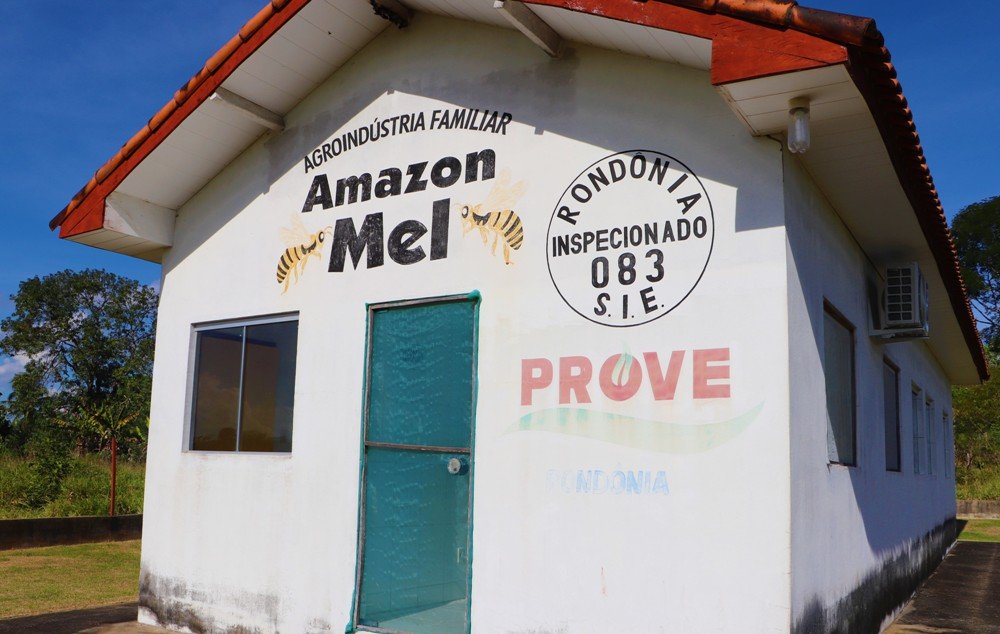 AGROINDÚSTRIA FAMILIAR
Amazon
Mel
RONDÔNIA
INSPECIONADO
083
S.I.E.
PROVE
RONDÔNIA